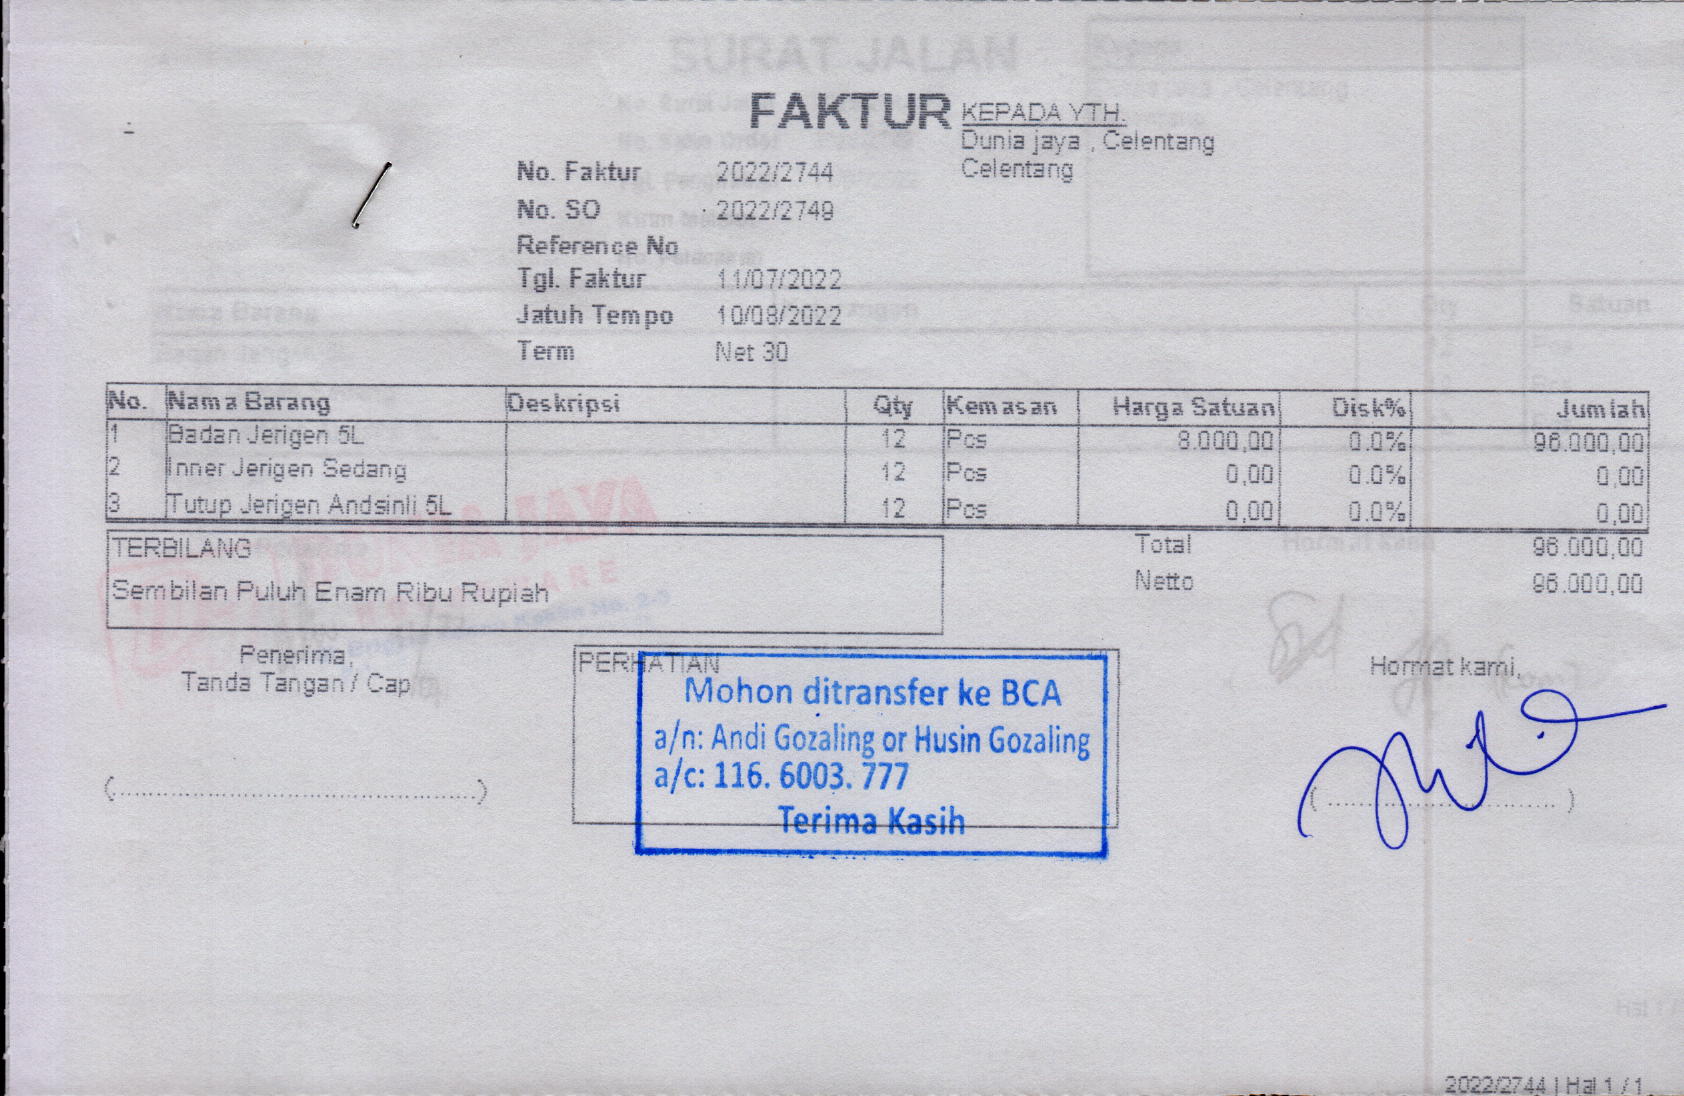 SURAT JALAN
FAKTUR
KEPADA YTH.
Dunia jaya , Celentang
Celentang
No. Faktur 2022/2744
No. SO 2022/2749
Reference No
Tgl. Faktur 11/07/2022
Jatuh Tempo 10/08/2022
Term Net 30
No. Nama Barang Deskripsi Qty Kemasan Harga Satuan Disk% Jumlah
1 Badan Jerigen 5L 12 Pcs 8.000,00 0.0% 96.000,00
2 Inner Jerigen Sedang 12 Pcs 0,00 0.0% 0,00
3 Tutup Jerigen Andsinli 5L 12 Pcs 0,00 0.0% 0,00
TERBILANG
Sembilan Puluh Enam Ribu Rupiah
Total 96.000,00
Netto 96.000,00
Penerima,
Tanda Tangan / Cap
PERHATIAN
Mohon ditransfer ke BCA
a/n: Andi Gozaling or Husin Gozaling
a/c: 116. 6003. 777
Terima Kasih
Hormat kami,
2022/2744 | Hal 1 / 1